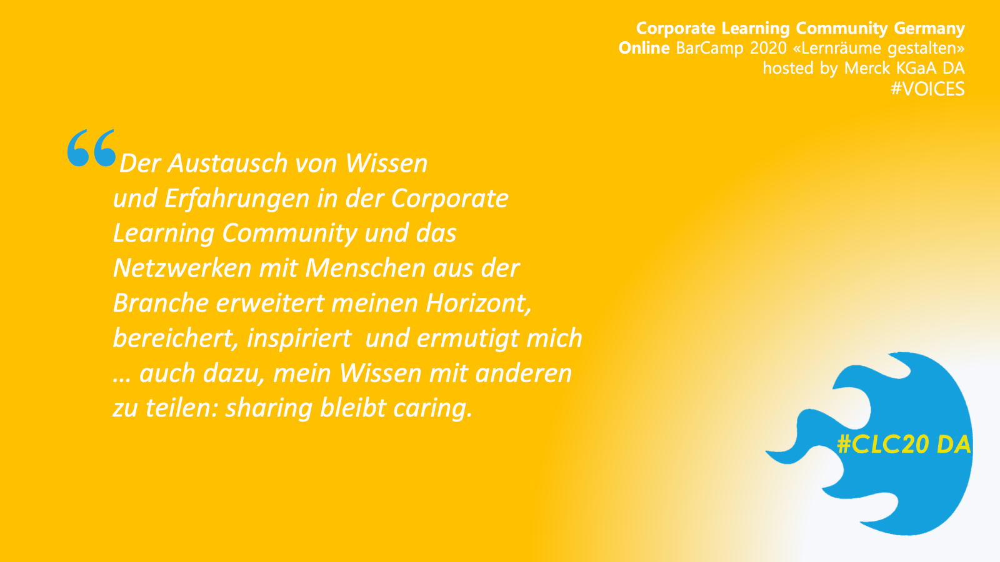 Corporate Learning Community Germany
Online BarCamp 2020 «Lernräume gestalten»
hosted by Merck KGaA DA
#VOICES
“Der Austausch von Wissen
und Erfahrungen in der Corporate
Learning Community und das
Netzwerken mit Menschen aus der
Branche erweitert meinen Horizont,
bereichert, inspiriert  und ermutigt mich
... auch dazu, mein Wissen mit anderen
zu teilen: sharing bleibt caring.
#CLC20 DA